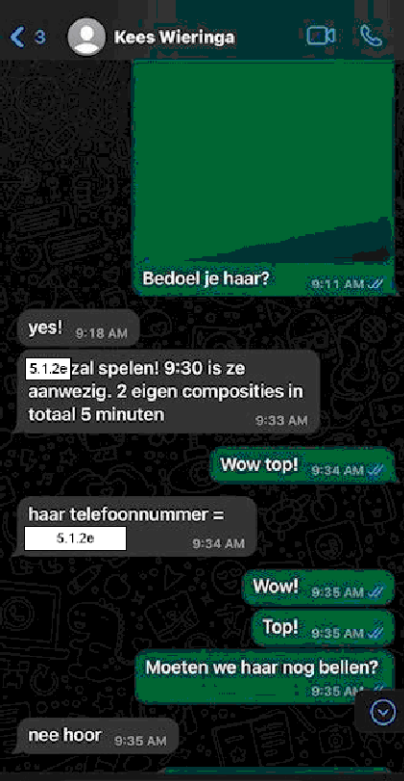 3 Kees Wieringa
Bedoel je haar? 9:11 AM
yes! 9:18 AM
5.1.2e zal spelen! 9:30 is ze
aanwezig. 2 eigen composities in
totaal 5 minuten 9:33 AM
Wow top! 9:34 AM
haar telefoonnummer =
5.1.2e 9:34 AM
Wow! 9:35 AM
Top! 9:35 AM
Moeten we haar nog bellen?
9:35 AM
nee hoor 9:35 AM